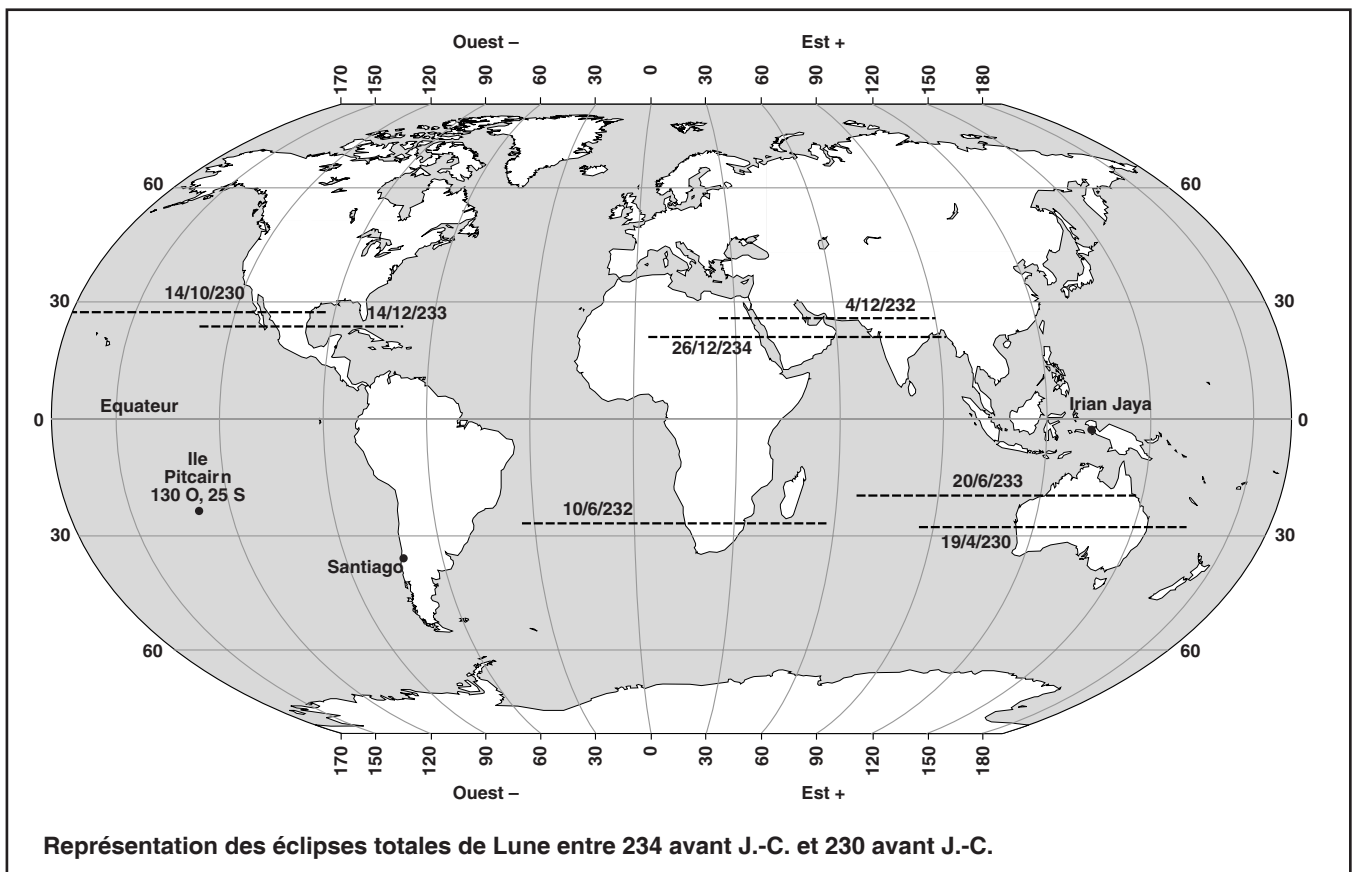 Ouest – Est +
170 150 120 90 60 30 0 30 60 90 120 150 180
60 60
30 30
14/10/230
14/12/233
4/12/232
26/12/234
Equateur
Irian Jaya
0 0
Ile
Pitcairn
130 O, 25 S
20/6/233
10/6/232
19/4/230
30 30
Santiago
60 60
170 150 120 90 60 30 0 30 60 90 120 150 180
Ouest – Est +
Représentation des éclipses totales de Lune entre 234 avant J.-C. et 230 avant J.-C.